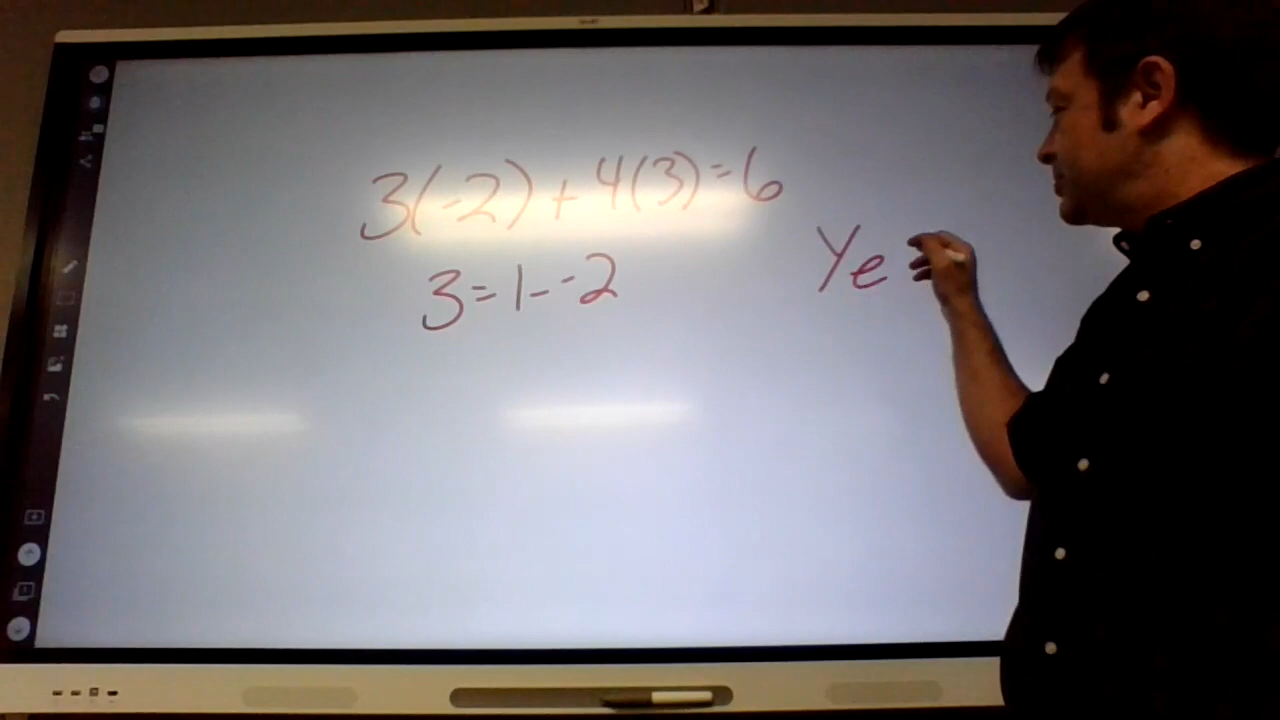 3(-2) + 4(3) = 6
3 = 1 - -2
Ye